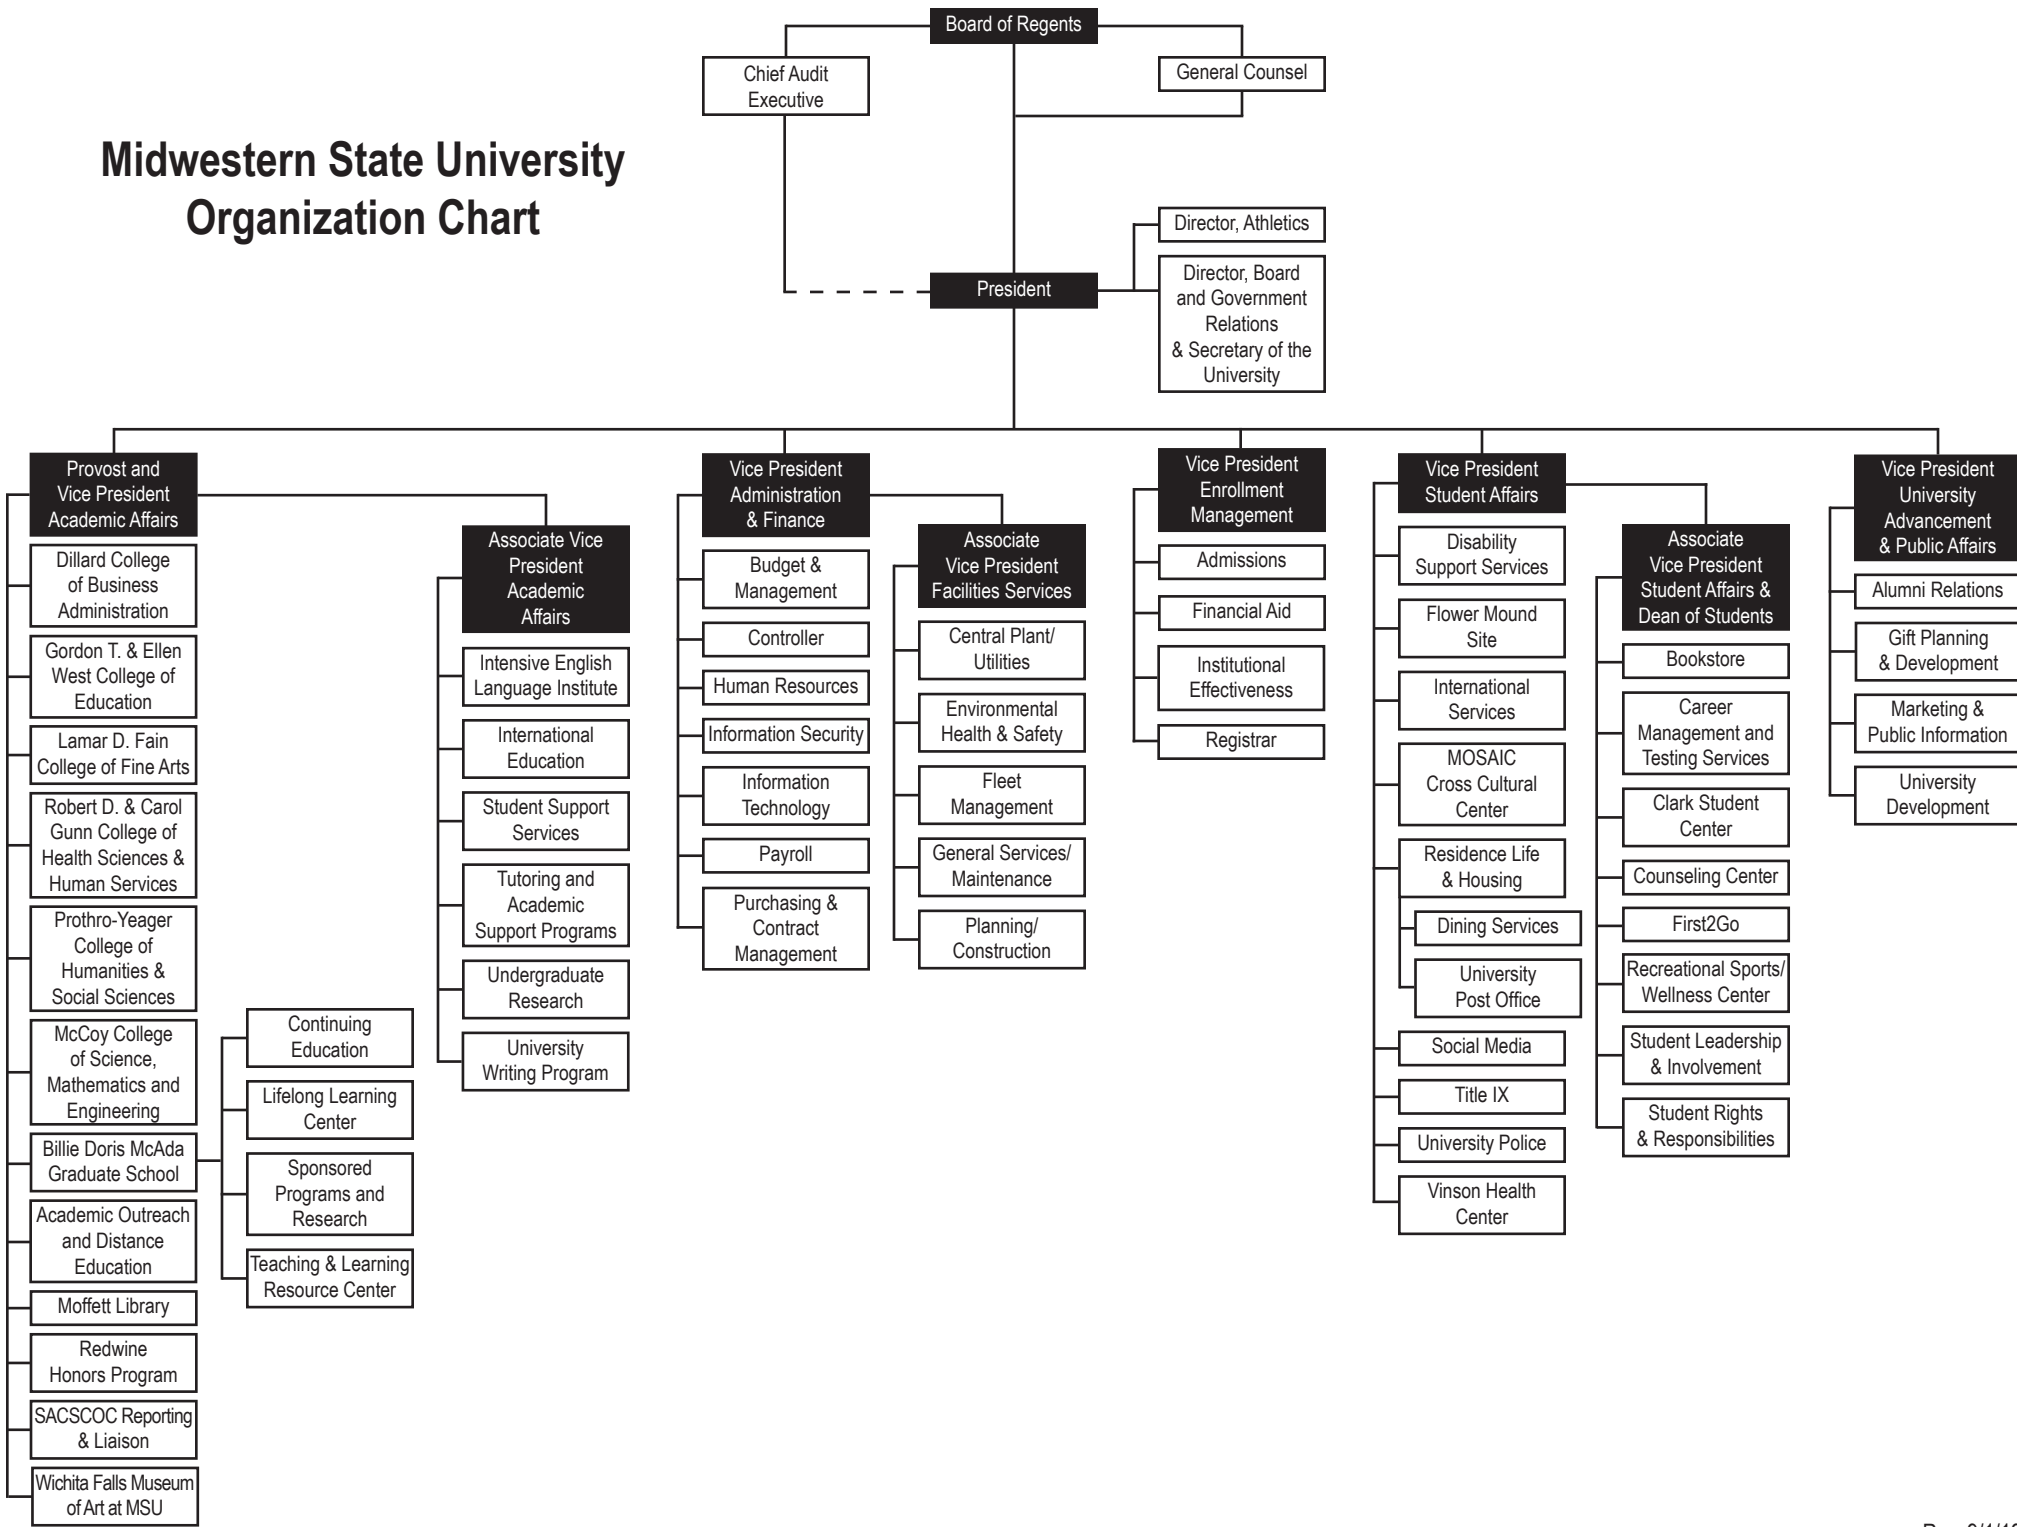 Board of Regents
Chief Audit
Executive
General Counsel
Midwestern State University
Organization Chart
Director, Athletics
President
Director, Board
and Government
Relations
& Secretary of the
University
Provost and
Vice President
Academic Affairs
Dillard College
of Business
Administration
Gordon T. & Ellen
West College of
Education
Lamar D. Fain
College of Fine Arts
Robert D. & Carol
Gunn College of
Health Sciences &
Human Services
Prothro-Yeager
College of
Humanities &
Social Sciences
McCoy College
of Science,
Mathematics and
Engineering
Billie Doris McAda
Graduate School
Academic Outreach
and Distance
Education
Moffett Library
Redwine
Honors Program
SACSCOC Reporting
& Liaison
Wichita Falls Museum
of Art at MSU
Continuing
Education
Lifelong Learning
Center
Sponsored
Programs and
Research
Teaching & Learning
Resource Center
Associate Vice
President
Academic
Affairs
Intensive English
Language Institute
International
Education
Student Support
Services
Tutoring and
Academic
Support Programs
Undergraduate
Research
University
Writing Program
Vice President
Administration
& Finance
Budget &
Management
Controller
Human Resources
Information Security
Information
Technology
Payroll
Purchasing &
Contract
Management
Associate
Vice President
Facilities Services
Central Plant/
Utilities
Environmental
Health & Safety
Fleet
Management
General Services/
Maintenance
Planning/
Construction
Vice President
Enrollment
Management
Admissions
Financial Aid
Institutional
Effectiveness
Registrar
Vice President
Student Affairs
Disability
Support Services
Flower Mound
Site
International
Services
MOSAIC
Cross Cultural
Center
Residence Life
& Housing
Dining Services
University
Post Office
Social Media
Title IX
University Police
Vinson Health
Center
Associate
Vice President
Student Affairs &
Dean of Students
Bookstore
Career
Management and
Testing Services
Clark Student
Center
Counseling Center
First2Go
Recreational Sports/
Wellness Center
Student Leadership
& Involvement
Student Rights
& Responsibilities
Vice President
University
Advancement
& Public Affairs
Alumni Relations
Gift Planning
& Development
Marketing &
Public Information
University
Development